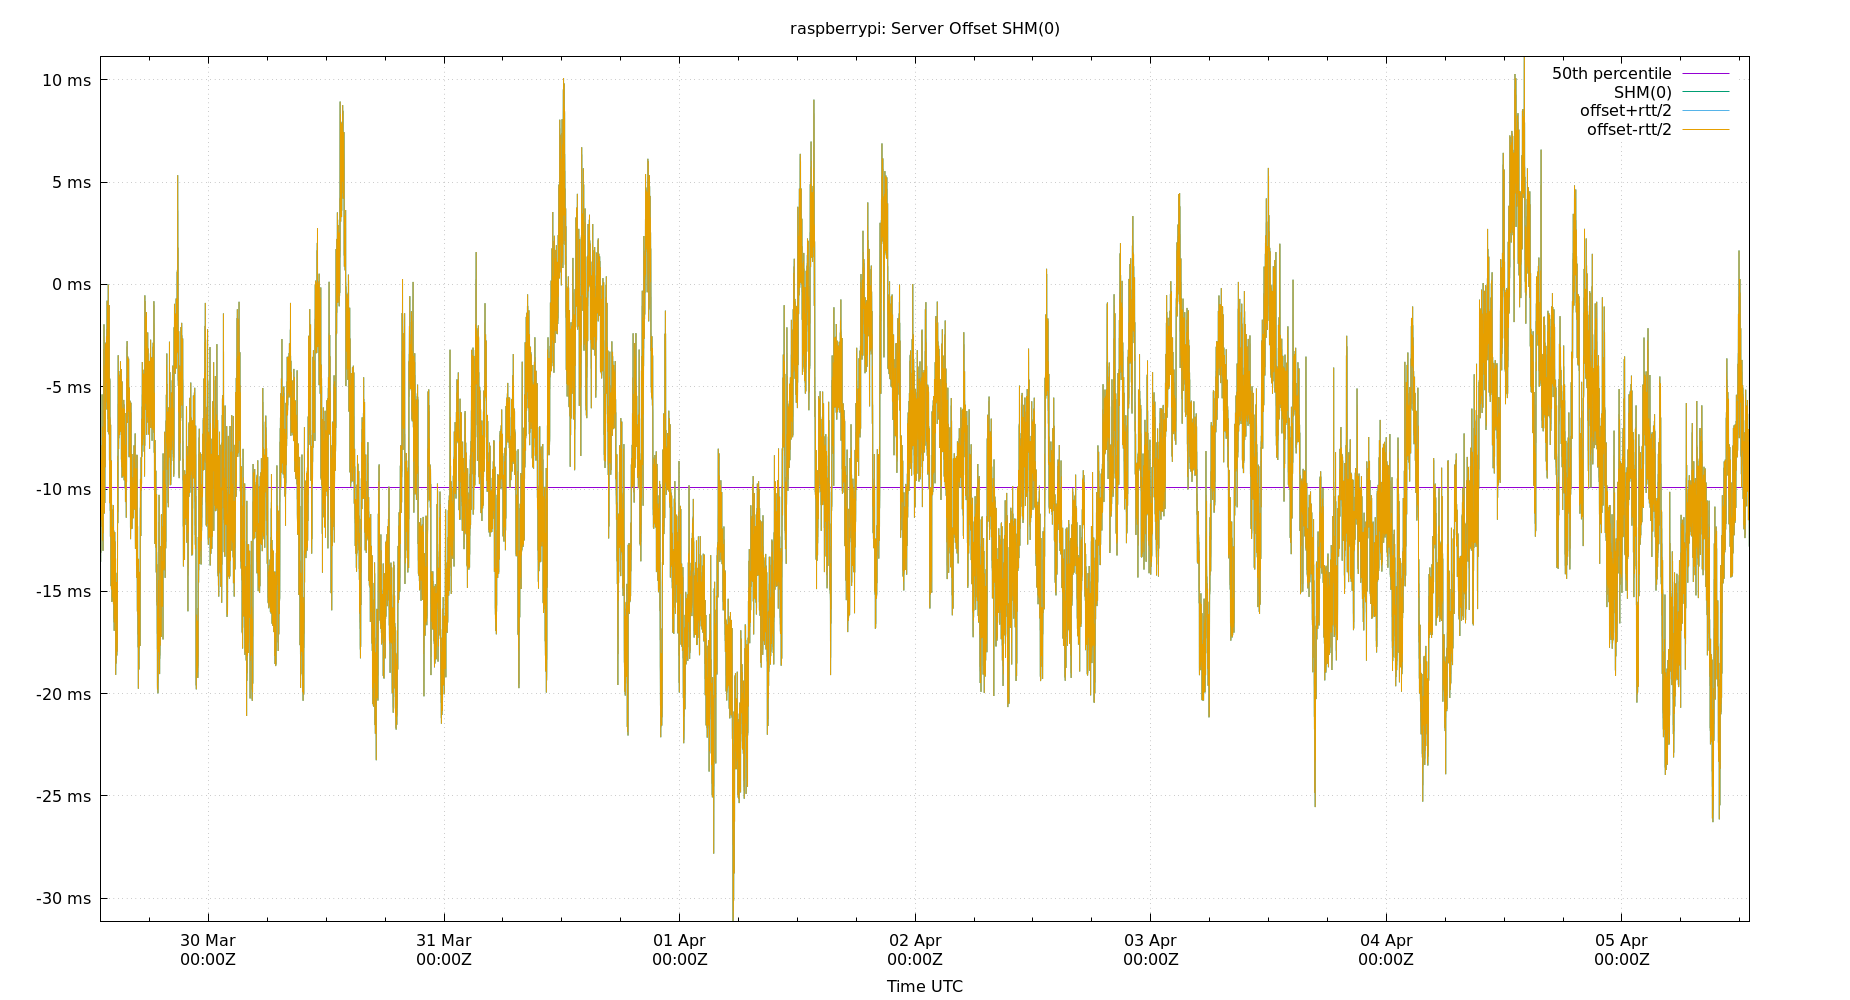 raspberrypi: Server Offset SHM(0)
50th percentile
SHM(0)
offset+rtt/2
offset-rtt/2
10 ms
5 ms
0 ms
-5 ms
-10 ms
-15 ms
-20 ms
-25 ms
-30 ms
30 Mar 31 Mar 01 Apr 02 Apr 03 Apr 04 Apr 05 Apr
00:00Z 00:00Z 00:00Z 00:00Z 00:00Z 00:00Z 00:00Z
Time UTC